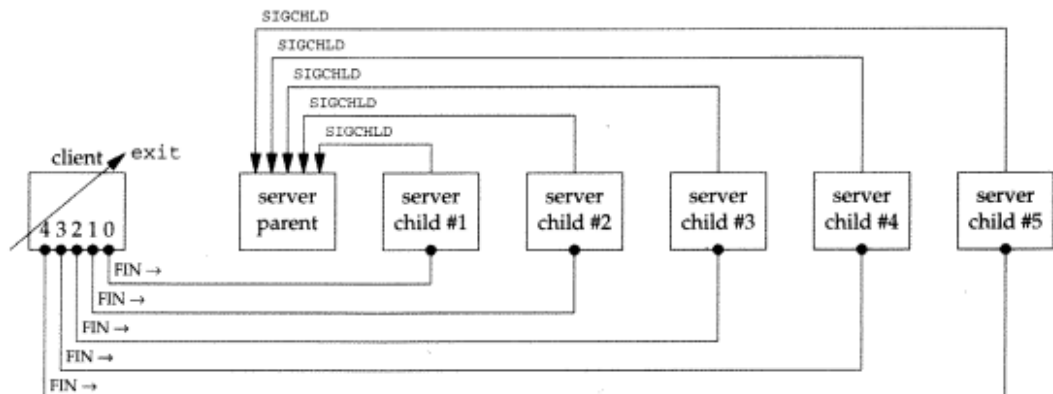 SIGCHLD
SIGCHLD
SIGCHLD
SIGCHLD
SIGCHLD
client
exit
4 3 2 1 0
server
parent
server
child #1
server
child #2
server
child #3
server
child #4
server
child #5
FIN →
FIN →
FIN →
FIN →
FIN →